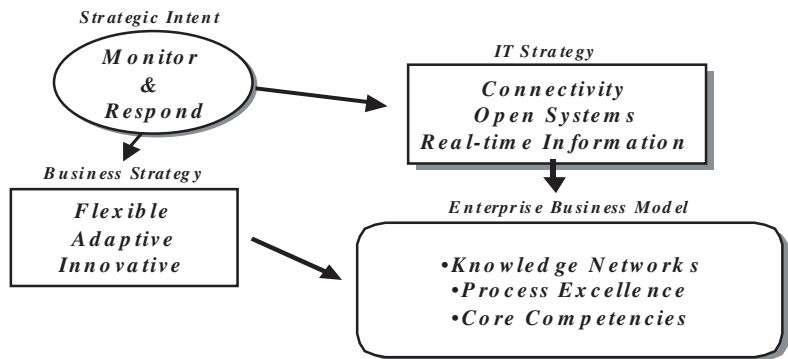 Strategic Intent
Monitor
&
Respond
IT Strategy
Connectivity
Open Systems
Real-time Information
Business Strategy
Flexible
Adaptive
Innovative
Enterprise Business Model
•Knowledge Networks
•Process Excellence
•Core Competencies